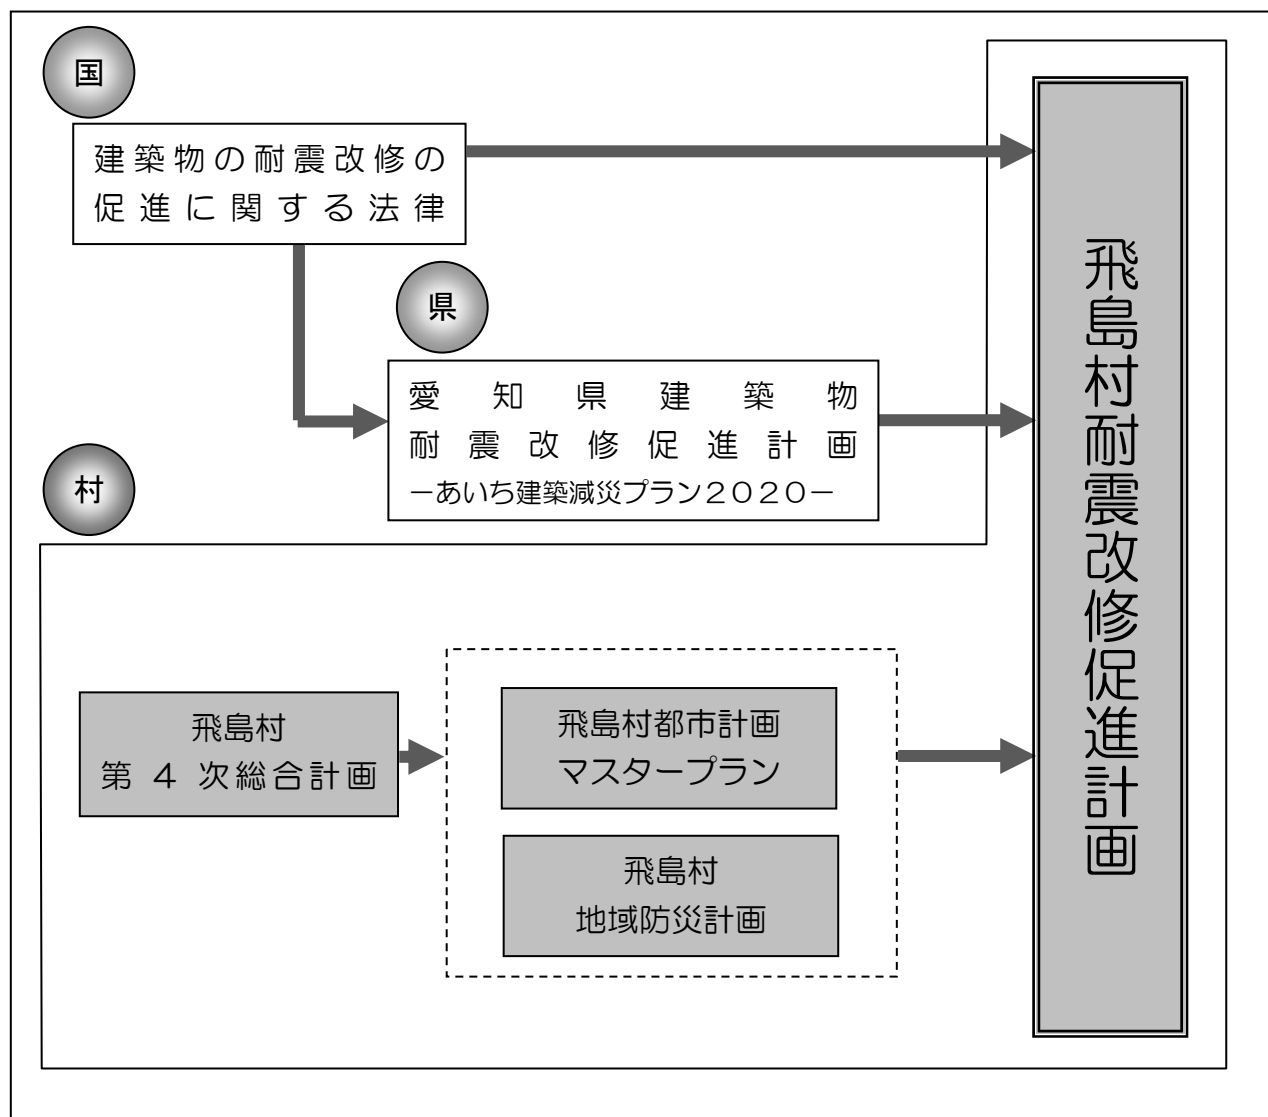 国
建築物の耐震改修の
促進に関する法律
県
愛知県建築物
耐震改修促進計画
－あいち建築減災プラン２０２０－
村
飛島村
第 4 次総合計画
飛島村都市計画
マスタープラン
飛島村
地域防災計画
飛島村耐震改修促進計画